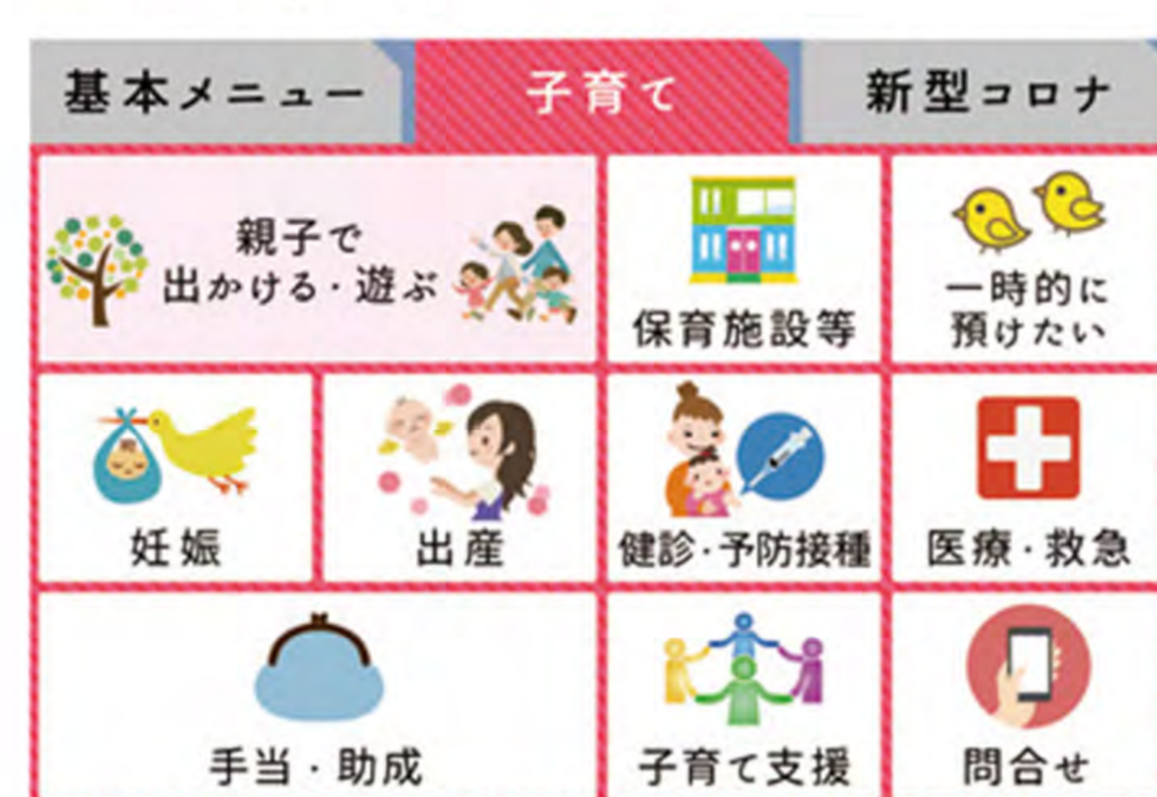 基本メニュー
子育て
新型コロナ
親子で
出かける・遊ぶ
保育施設等
一時的に
預けたい
妊娠
出産
健診・予防接種
医療・救急
手当・助成
子育て支援
問合せ